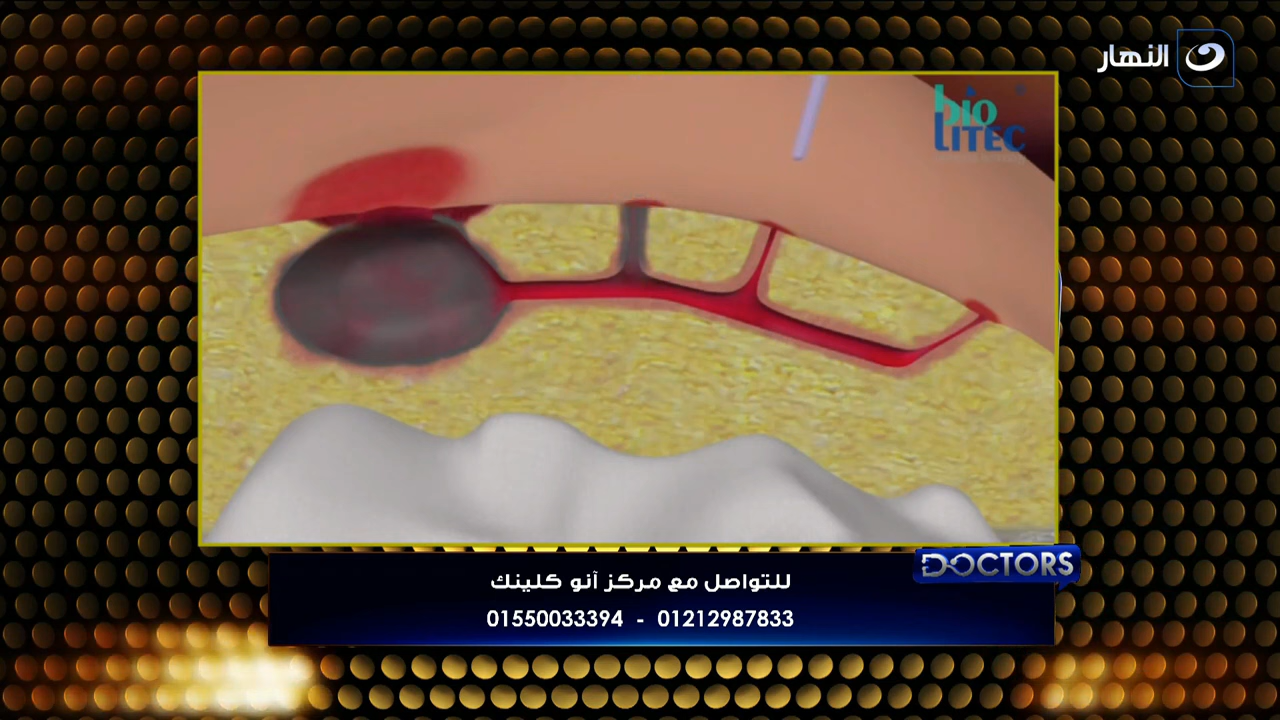 النهار
bio
LITEC
DOCTORS
للتواصل مع مركز آنو كلينك
01550033394 - 01212987833